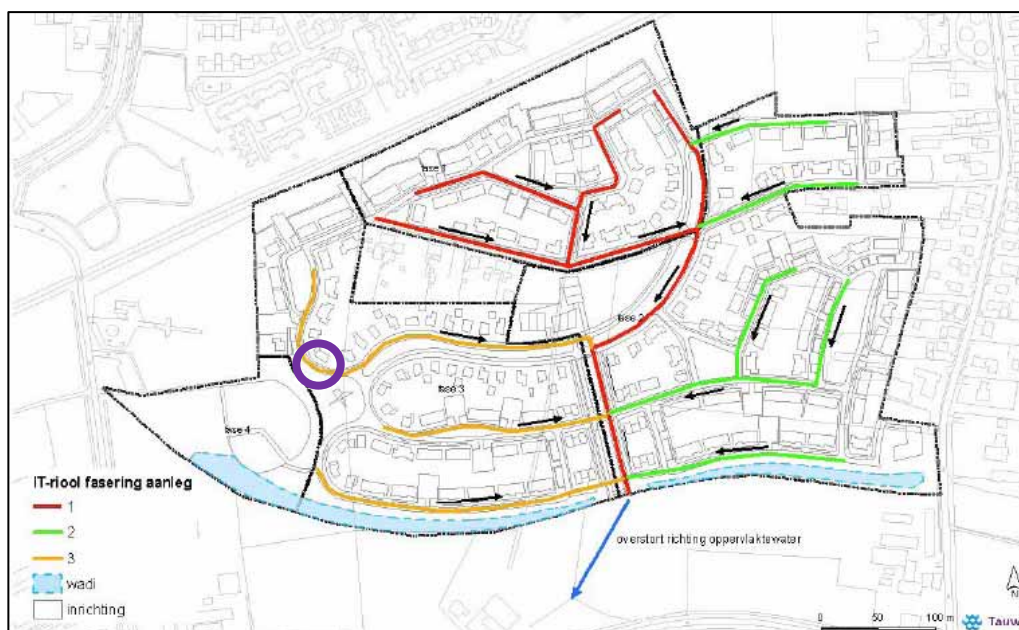 fase 1
fase 2
fase 3
fase 4
IT-riool fasering aanleg
1
2
3
wadi
inrichting
overstort richting oppervlaktewater
N
0 50 100 m
Tauw